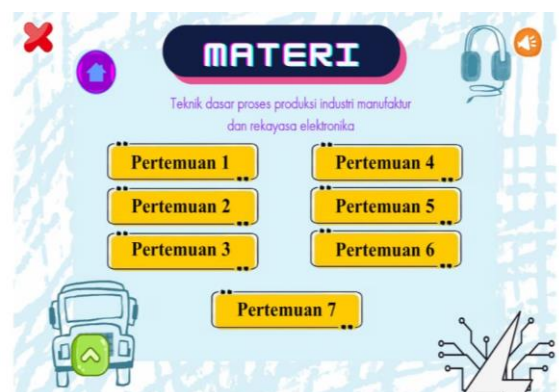 MATERI
Teknik dasar proses produksi industri manufaktur
dan rekayasa elektronika
Pertemuan 1
Pertemuan 2
Pertemuan 3
Pertemuan 4
Pertemuan 5
Pertemuan 6
Pertemuan 7